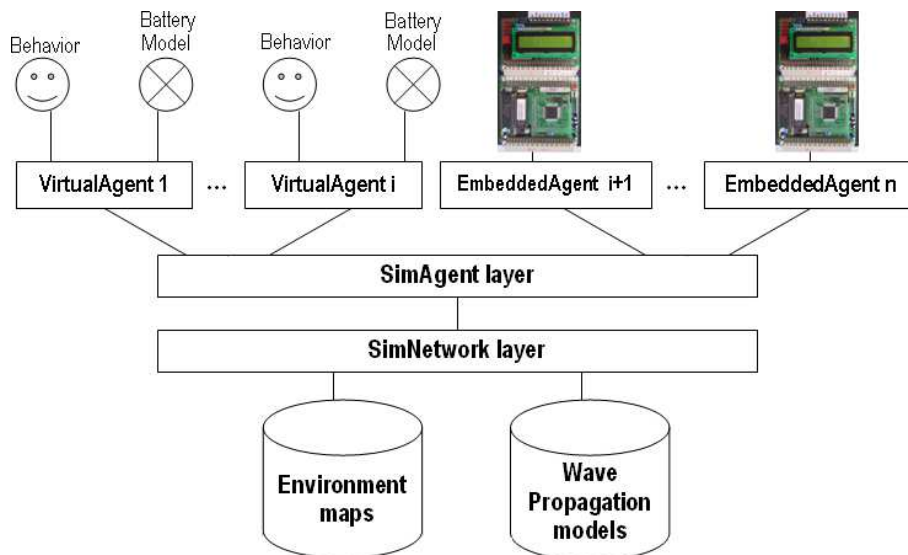 Behavior
Battery
Model
Behavior
Battery
Model
VirtualAgent 1
...
VirtualAgent i
EmbeddedAgent i+1
...
EmbeddedAgent n
SimAgent layer
SimNetwork layer
Environment
maps
Wave
Propagation
models